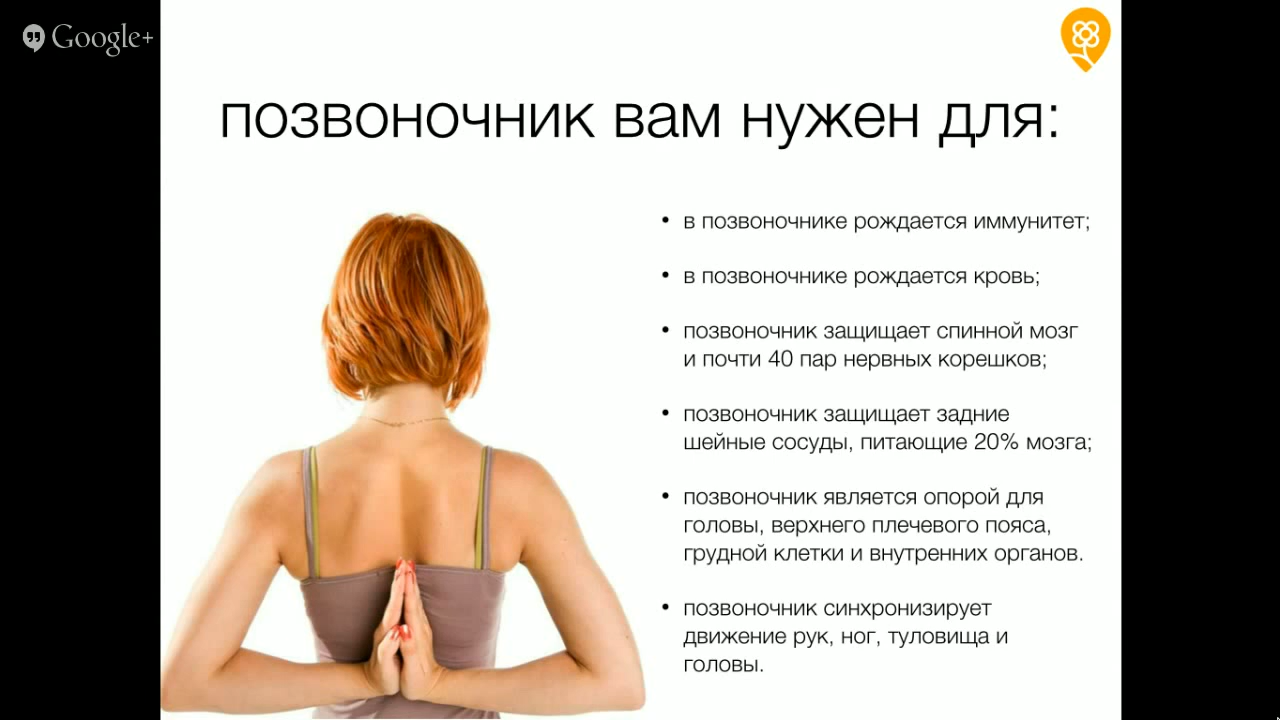 Google+
позвоночник вам нужен для:
• в позвоночнике рождается иммунитет;
• в позвоночнике рождается кровь;
• позвоночник защищает спинной мозг
и почти 40 пар нервных корешков;
• позвоночник защищает задние
шейные сосуды, питающие 20% мозга;
• позвоночник является опорой для
головы, верхнего плечевого пояса,
грудной клетки и внутренних органов.
• позвоночник синхронизирует
движение рук, ног, туловища и
головы.